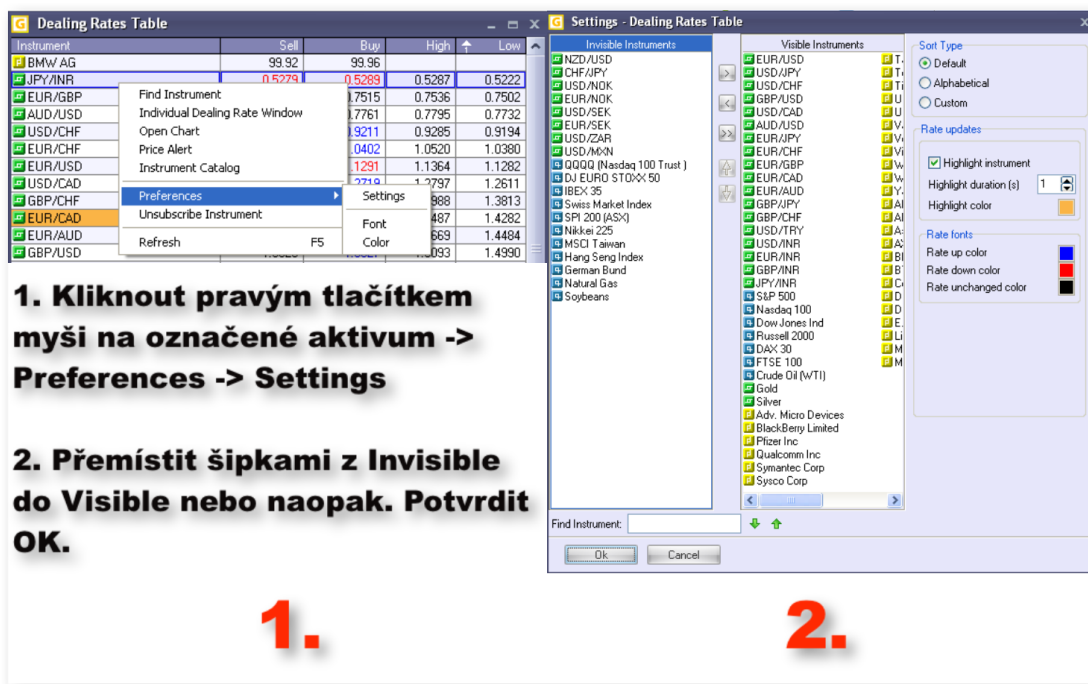 Dealing Rates Table
Instrument Sell Buy High Low
BMW AG 99.92 99.96
JPY/INR 0.5279 0.5289 0.5287 0.5222
EUR/GBP .7515 0.7536 0.7502
AUD/USD .7761 0.7795 0.7732
USD/CHF .9211 0.9285 0.9194
EUR/CHF .0402 1.0520 1.0380
EUR/USD .1291 1.1364 1.1282
USD/CAD 1.2797 1.2611
GBP/CHF 988 1.3813
EUR/CAD 487 1.4282
EUR/AUD 569 1.4484
GBP/USD 093 1.4990
Find Instrument
Individual Dealing Rate Window
Open Chart
Price Alert
Instrument Catalog
Preferences
Unsubscribe Instrument
Refresh F5
Settings
Font
Color
1. Kliknout pravým tlačítkem
myši na označené aktivum ->
Preferences -> Settings
2. Přemístit šipkami z Invisible
do Visible nebo naopak. Potvrdit
OK.
1.
Settings - Dealing Rates Table
Invisible Instruments
NZD/USD
CHF/JPY
USD/NOK
EUR/NOK
USD/SEK
EUR/SEK
USD/ZAR
USD/MXN
QQQQ (Nasdaq 100 Trust )
DJ EURO STOXX 50
IBEX 35
Swiss Market Index
SPI 200 (ASX)
Nikkei 225
MSCI Taiwan
Hang Seng Index
German Bund
Natural Gas
Soybeans
Visible Instruments
EUR/USD
USD/JPY
USD/CHF
GBP/USD
USD/CAD
AUD/USD
EUR/JPY
EUR/CHF
EUR/GBP
EUR/CAD
EUR/AUD
GBP/JPY
GBP/CHF
USD/TRY
USD/INR
EUR/INR
GBP/INR
JPY/INR
S&P 500
Nasdaq 100
Dow Jones Ind
Russell 2000
DAX 30
FTSE 100
Crude Oil (WTI)
Gold
Silver
Adv. Micro Devices
BlackBerry Limited
Pfizer Inc
Qualcomm Inc
Symantec Corp
Sysco Corp
Sort Type
Default
Alphabetical
Custom
Rate updates
Highlight instrument
Highlight duration (s) 1
Highlight color
Rate fonts
Rate up color
Rate down color
Rate unchanged color
Find Instrument:
Ok Cancel
2.